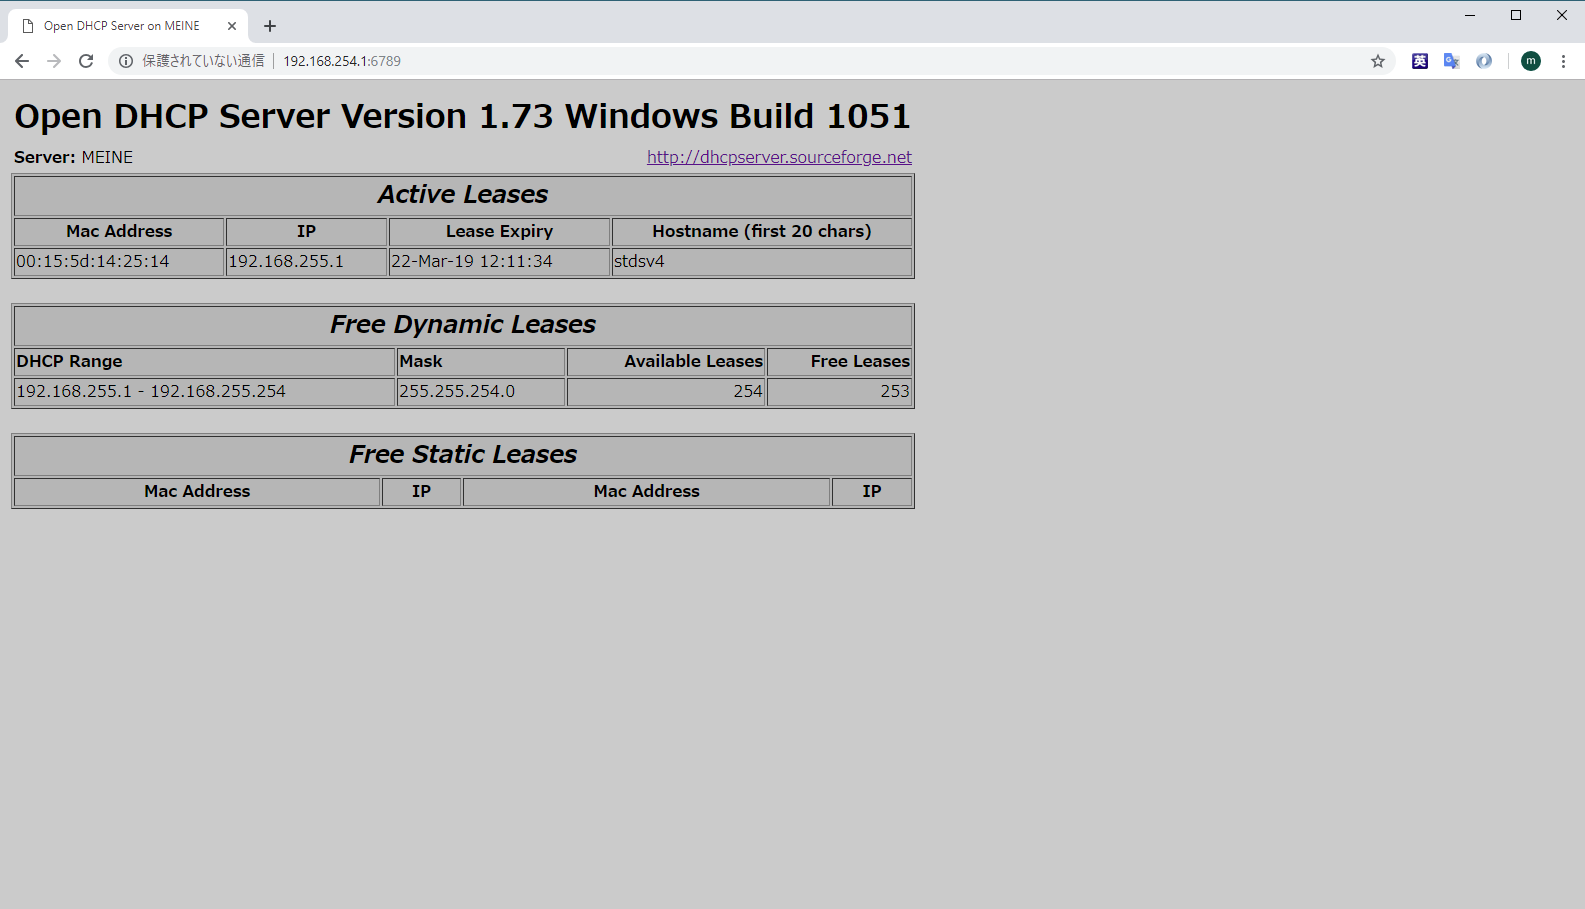 Open DHCP Server on MEINE
保護されていない通信 192.168.254.1:6789
英
m
Open DHCP Server Version 1.73 Windows Build 1051
Server: MEINE http://dhcpserver.sourceforge.net
Active Leases
Mac Address IP Lease Expiry Hostname (first 20 chars)
00:15:5d:14:25:14 192.168.255.1 22-Mar-19 12:11:34 stdsv4
Free Dynamic Leases
DHCP Range Mask Available Leases Free Leases
192.168.255.1 - 192.168.255.254 255.255.254.0 254 253
Free Static Leases
Mac Address IP Mac Address IP